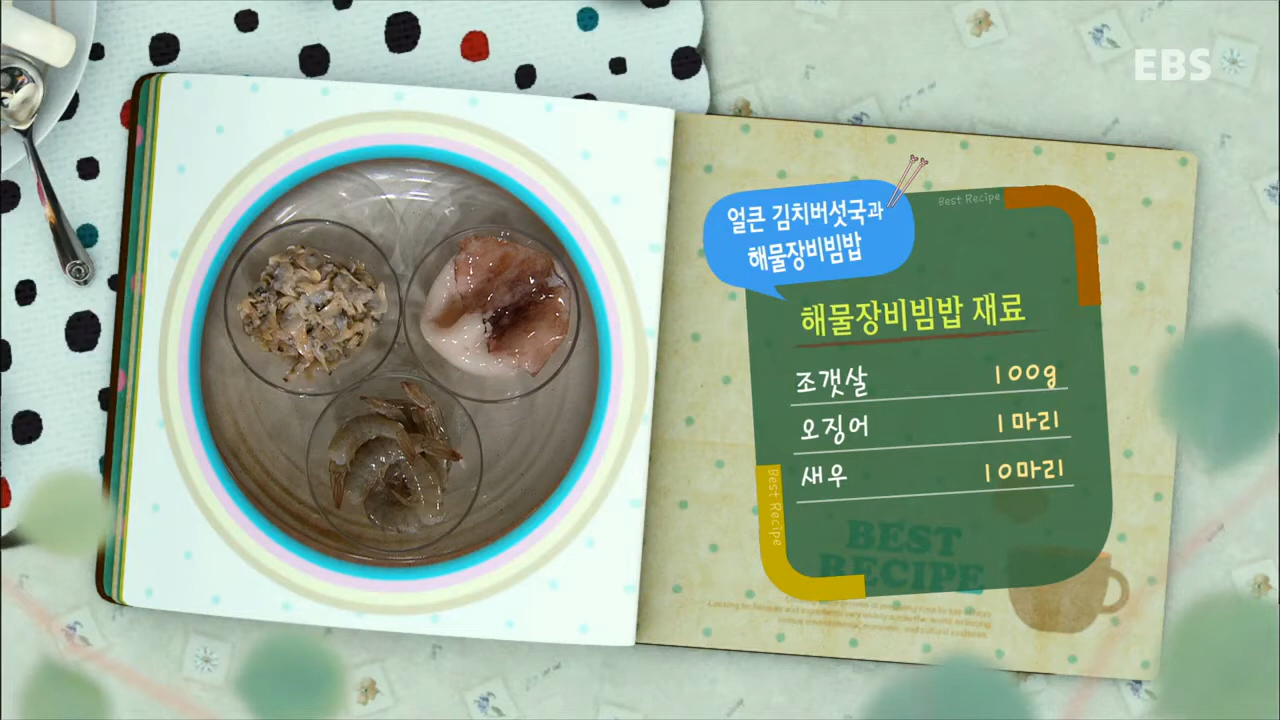 EBS
Best Recipe
얼큰 김치버섯국과
해물장비빔밥
해물장비빔밥 재료
조갯살 100g
오징어 1마리
새우 10마리
Best Recipe
BEST
RECIPE